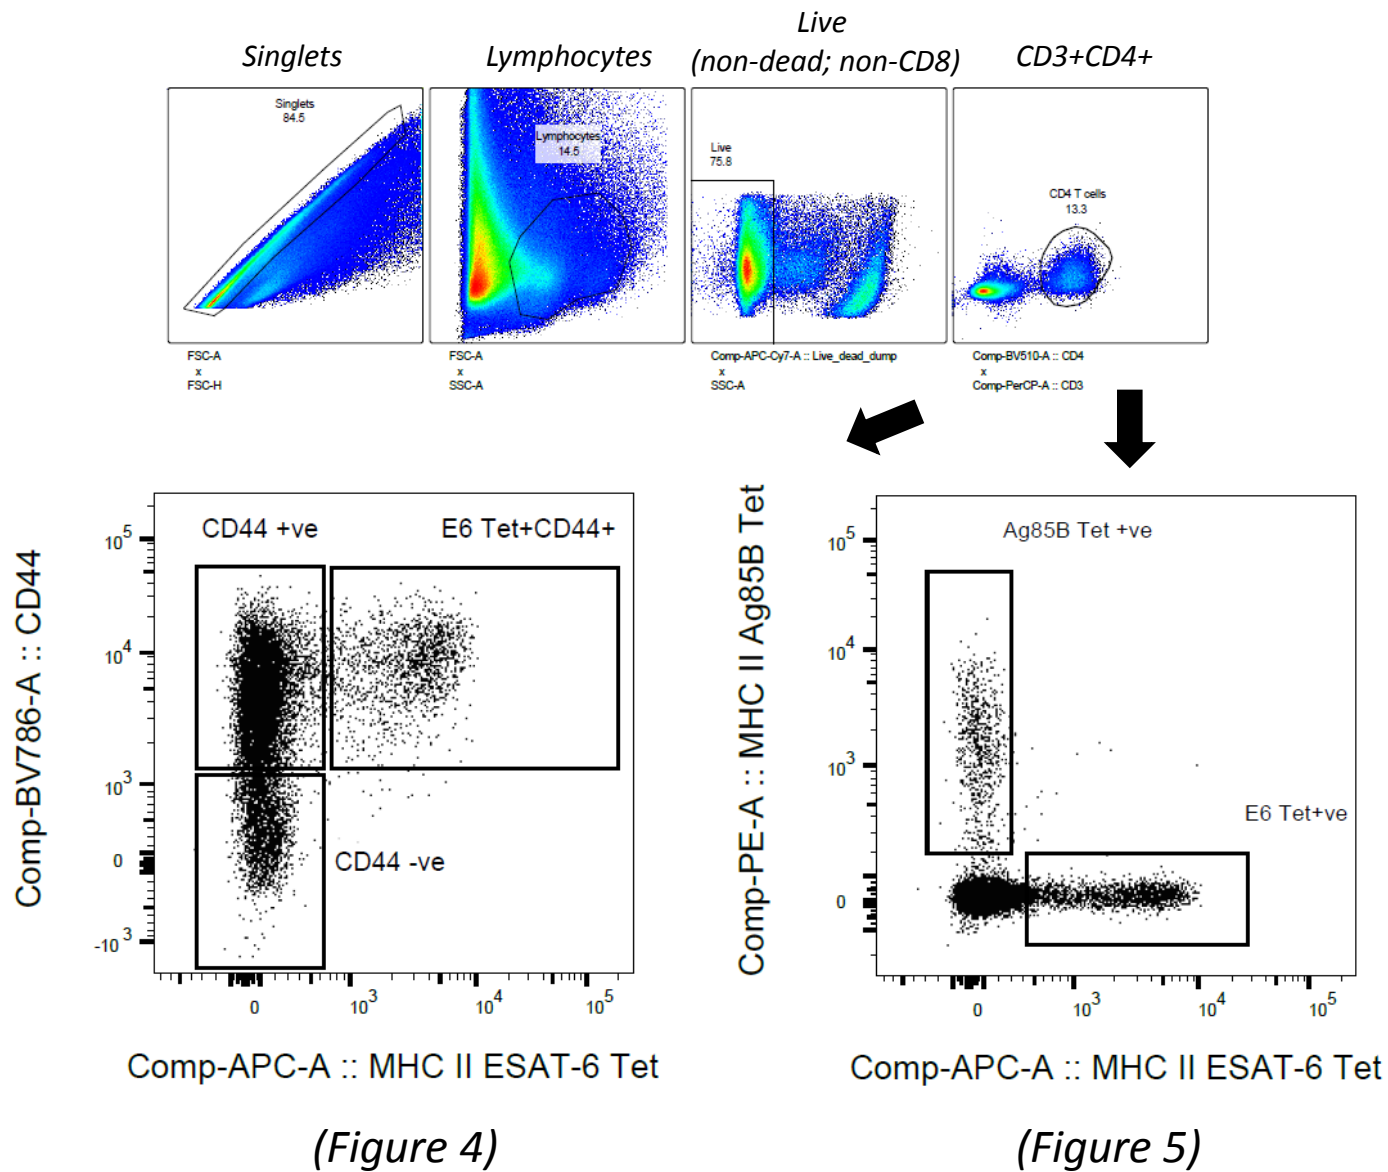 Singlets
Lymphocytes
Live
(non-dead; non-CD8)
CD3+CD4+
Singlets
84.5
Lymphocytes
14.5
Live
75.8
CD4 T cells
13.3
FSC-A
x
FSC-H
FSC-A
x
SSC-A
Comp-APC-Cy7-A :: Live_dead_dump
x
SSC-A
Comp-BV510-A :: CD4
x
Comp-PerCP-A :: CD3
Comp-BV786-A :: CD44
CD44 +ve
E6 Tet+CD44+
CD44 -ve
10 5
10 4
10 3
0
-10 3
0
10 3
10 4
10 5
Comp-APC-A :: MHC II ESAT-6 Tet
(Figure 4)
Comp-PE-A :: MHC II Ag85B Tet
Ag85B Tet +ve
E6 Tet+ve
10 5
10 4
10 3
0
0
10 3
10 4
10 5
Comp-APC-A :: MHC II ESAT-6 Tet
(Figure 5)